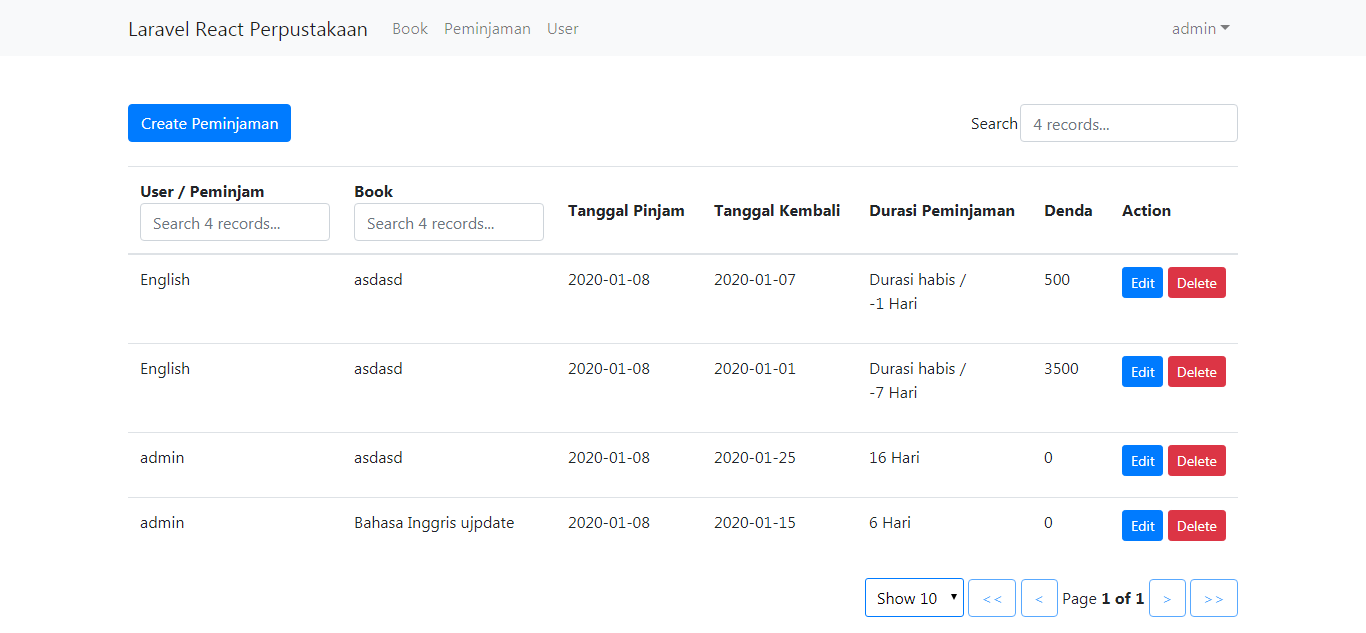 Laravel React Perpustakaan Book Peminjaman User admin
Create Peminjaman Search 4 records...
User / Peminjam Book Tanggal Pinjam Tanggal Kembali Durasi Peminjaman Denda Action
Search 4 records... Search 4 records...
English asdasd 2020-01-08 2020-01-07 Durasi habis / 500 Edit Delete
-1 Hari
English asdasd 2020-01-08 2020-01-01 Durasi habis / 3500 Edit Delete
-7 Hari
admin asdasd 2020-01-08 2020-01-25 16 Hari 0 Edit Delete
admin Bahasa Inggris ujpdate 2020-01-08 2020-01-15 6 Hari 0 Edit Delete
Show 10 << < Page 1 of 1 > >>